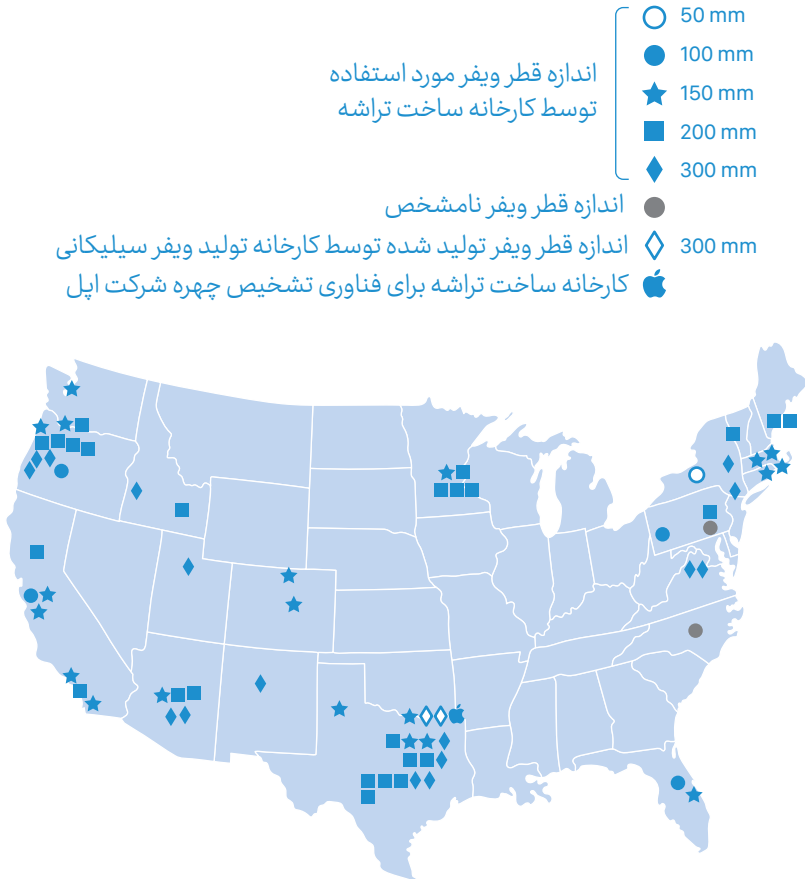 50 mm
100 mm
150 mm
200 mm
300 mm
اندازه قطر ویفر مورد استفاده
توسط کارخانه ساخت تراشه
اندازه قطر ویفر نامشخص
300 mm اندازه قطر ویفر تولید شده توسط کارخانه تولید ویفر سیلیکانی
کارخانه ساخت تراشه برای فناوری تشخیص چهره شرکت اپل